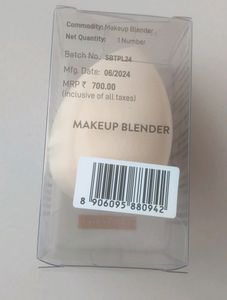 Commodity: Makeup Blender
Net Quantity: 1 Number
Batch No.: SBTPL24
Mfg. Date: 06/2024
MRP ₹ 700.00
(inclusive of all taxes)
MAKEUP BLENDER
8 906095 880942